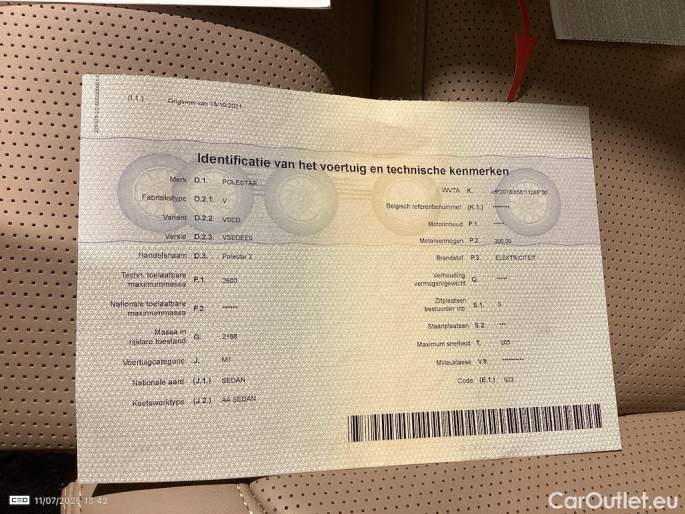 (I.1.) Origineel van 18/10/2021
Identificatie van het voertuig en technische kenmerken
Merk D.1. POLESTAR
Fabriekstype D.2.1. V
Variant D.2.2. VSED
Versie D.2.3. VSEDEE0
Handelsnaam D.3. Polestar 2
Techn. toelaatbare
maximummassa F.1. 2600
Nationale toelaatbare
maximummassa F.2. ******
Massa in
rijklare toestand G. 2188
Voertuigcategorie J. M1
Nationale aard (J.1.) SEDAN
Koetswerktype (J.2.) AA SEDAN
WVTA K.
Belgisch referentienummer (K.1.) *******
Motorinhoud P.1. *****
Motorvermogen P.2. 300,00
Brandstof P.3. ELEKTRICITEIT
Verhouding
vermogen/gewicht Q. *****
Zitplaatsen
bestuurder inb S.1. 5
Staanplaatsen S.2. ***
Maximum snelheid T. 205
Milieuklasse V.9. **********
Code (E.1.) 623
CED 11/07/2025 13:42
CarOutlet.eu